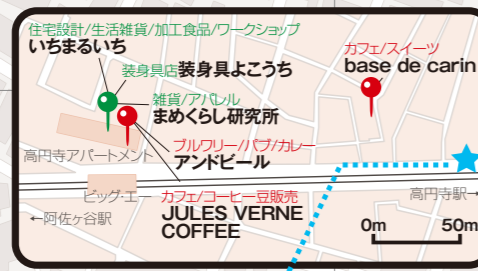 住宅設計/生活雑貨/加工食品/ワークショップ
いちまるいち
装身具店装身具よこうち
雑貨/アパレル
まめくらし研究所
カフェ/スイーツ
base de carin
ブルワリー/パブ/カレー
アンドビール
高円寺アパートメント
ビッグ・エー
カフェ/コーヒー豆販売
JULES VERNE
COFFEE
高円寺駅→
←阿佐ヶ谷駅
0m 50m